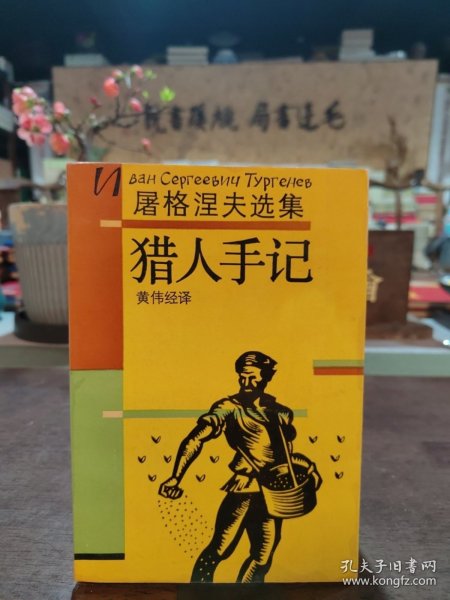 Иван Сергеевич Тургенев
屠格涅夫选集
猎人手记
黄伟经译
孔夫子旧书网
www.kongfz.com